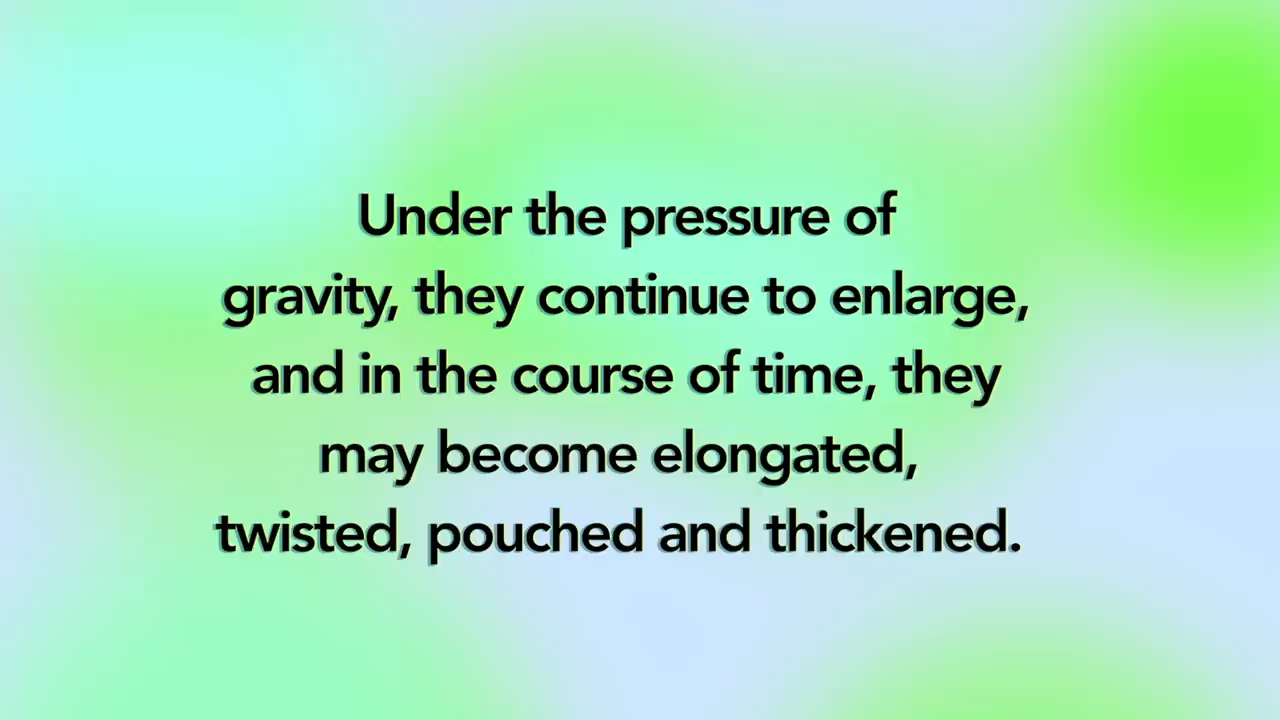 Under the pressure of
gravity, they continue to enlarge,
and in the course of time, they
may become elongated,
twisted, pouched and thickened.